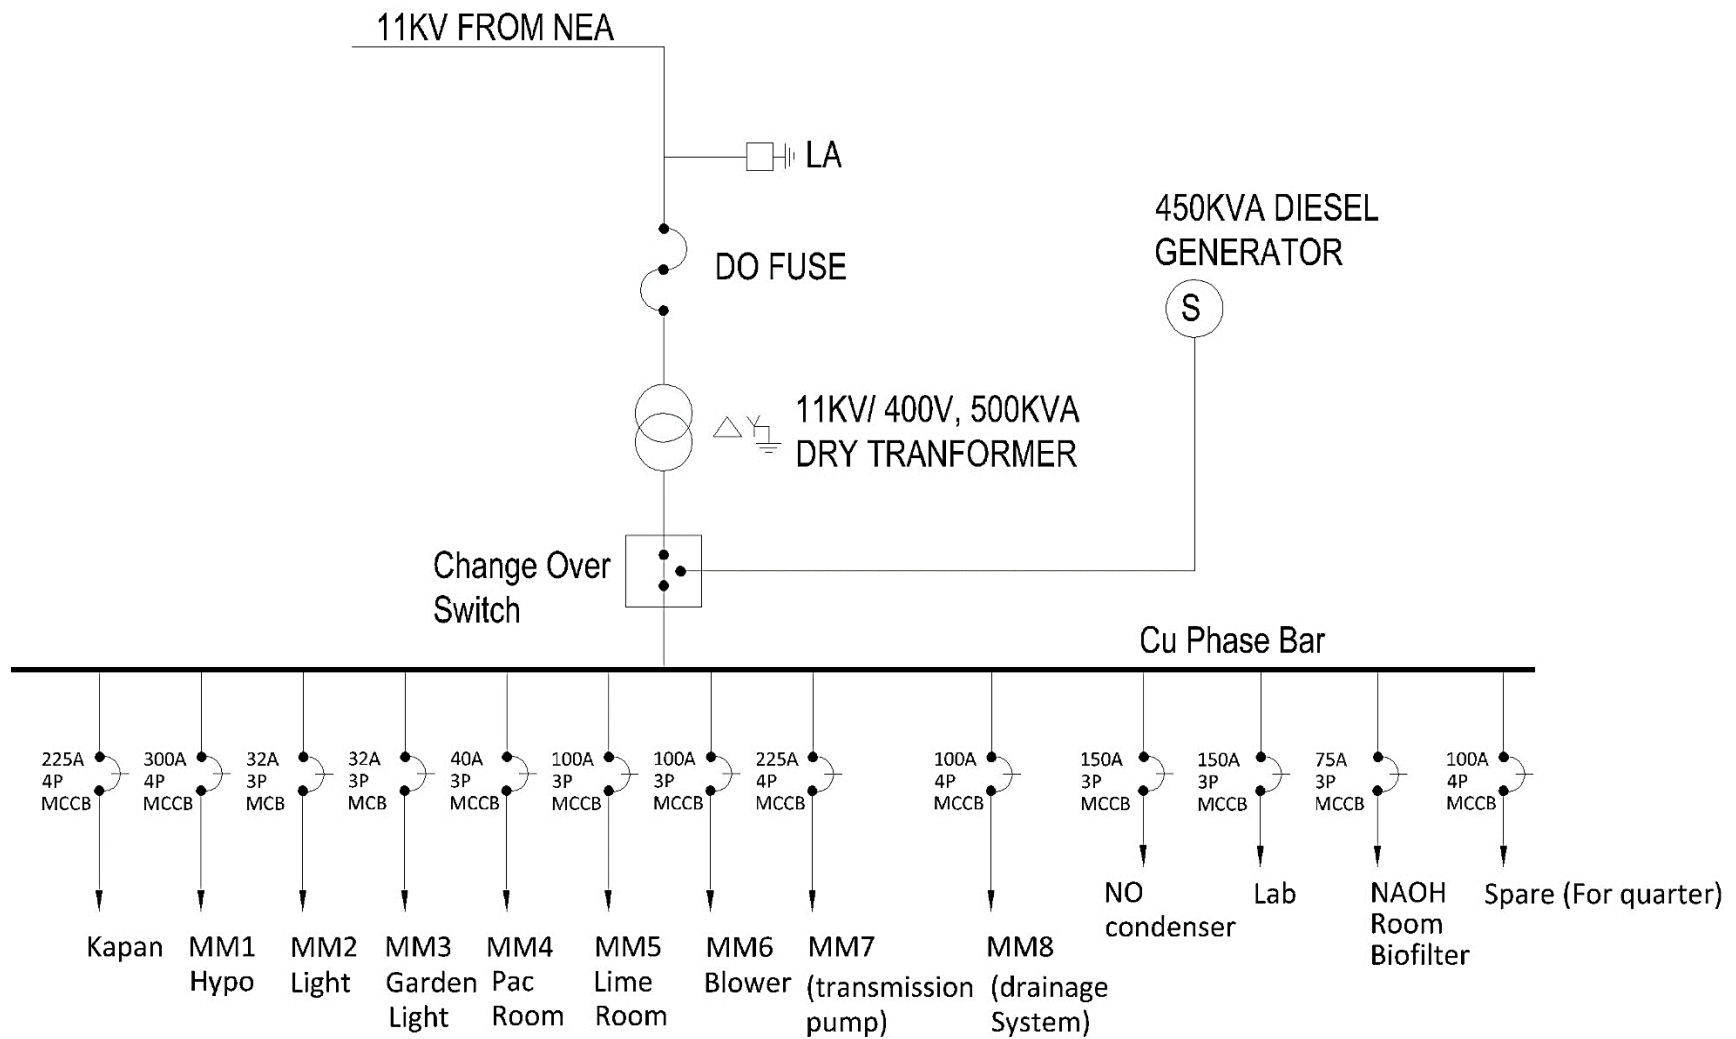 11KV FROM NEA
LA
DO FUSE
450KVA DIESEL
GENERATOR
S
11KV/ 400V, 500KVA
DRY TRANFORMER
Change Over
Switch
Cu Phase Bar
225A
4P
MCCB
300A
4P
MCCB
32A
3P
MCB
32A
3P
MCB
40A
3P
MCCB
100A
3P
MCCB
100A
3P
MCCB
225A
4P
MCCB
100A
4P
MCCB
150A
3P
MCCB
150A
3P
MCCB
75A
3P
MCCB
100A
4P
MCCB
Kapan
MM1
Hypo
MM2
Light
MM3
Garden
Light
MM4
Pac
Room
MM5
Lime
Room
MM6
Blower
MM7
(transmission
pump)
MM8
(drainage
System)
NO
condenser
Lab
NAOH
Room
Biofilter
Spare (For quarter)